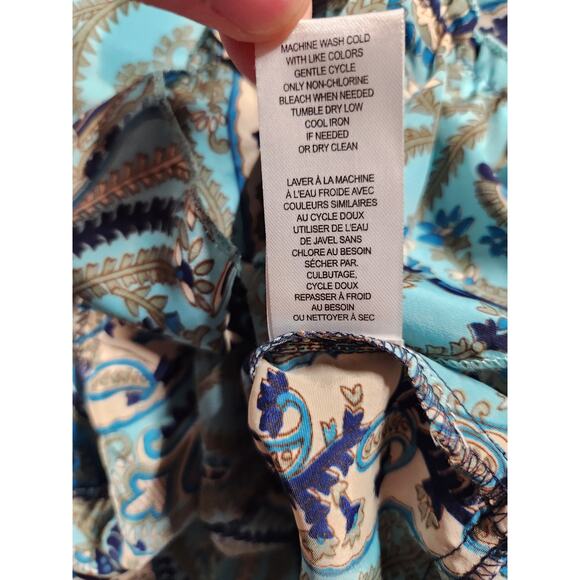 MACHINE WASH COLD
WITH LIKE COLORS
GENTLE CYCLE
ONLY NON-CHLORINE
BLEACH WHEN NEEDED
TUMBLE DRY LOW
COOL IRON
IF NEEDED
OR DRY CLEAN
LAVER À LA MACHINE
À L'EAU FROIDE AVEC
COULEURS SIMILAIRES
AU CYCLE DOUX
UTILISER DE L'EAU
DE JAVEL SANS
CHLORE AU BESOIN
SÉCHER PAR.
CULBUTAGE,
CYCLE DOUX
REPASSER À FROID
AU BESOIN
OU NETTOYER À SEC